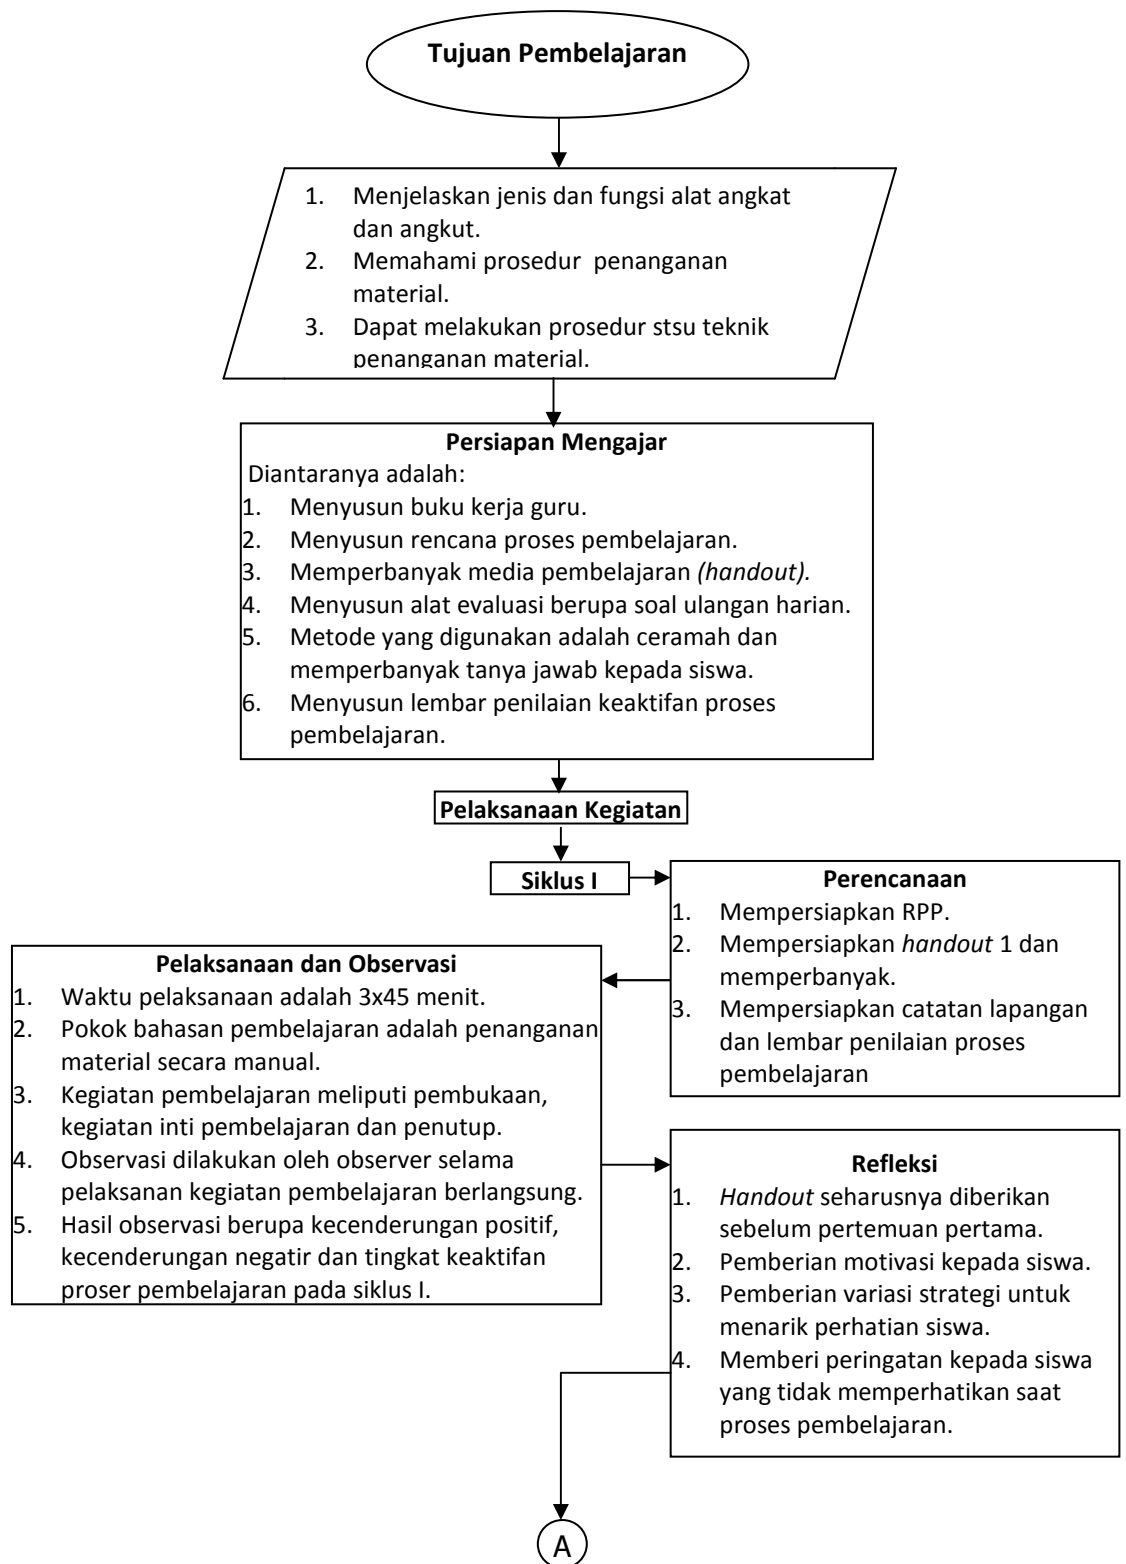 Tujuan Pembelajaran
1. Menjelaskan jenis dan fungsi alat angkat
dan angkut.
2. Memahami prosedur penanganan
material.
3. Dapat melakukan prosedur stsu teknik
penanganan material.
Persiapan Mengajar
Diantaranya adalah:
1. Menyusun buku kerja guru.
2. Menyusun rencana proses pembelajaran.
3. Memperbanyak media pembelajaran (handout).
4. Menyusun alat evaluasi berupa soal ulangan harian.
5. Metode yang digunakan adalah ceramah dan
memperbanyak tanya jawab kepada siswa.
6. Menyusun lembar penilaian keaktifan proses
pembelajaran.
Pelaksanaan Kegiatan
Siklus I
Perencanaan
1. Mempersiapkan RPP.
2. Mempersiapkan handout 1 dan
memperbanyak.
3. Mempersiapkan catatan lapangan
dan lembar penilaian proses
pembelajaran
Pelaksanaan dan Observasi
1. Waktu pelaksanaan adalah 3x45 menit.
2. Pokok bahasan pembelajaran adalah penanganan
material secara manual.
3. Kegiatan pembelajaran meliputi pembukaan,
kegiatan inti pembelajaran dan penutup.
4. Observasi dilakukan oleh observer selama
pelaksanan kegiatan pembelajaran berlangsung.
5. Hasil observasi berupa kecenderungan positif,
kecenderungan negatir dan tingkat keaktifan
proser pembelajaran pada siklus I.
Refleksi
1. Handout seharusnya diberikan
sebelum pertemuan pertama.
2. Pemberian motivasi kepada siswa.
3. Pemberian variasi strategi untuk
menarik perhatian siswa.
4. Memberi peringatan kepada siswa
yang tidak memperhatikan saat
proses pembelajaran.
A